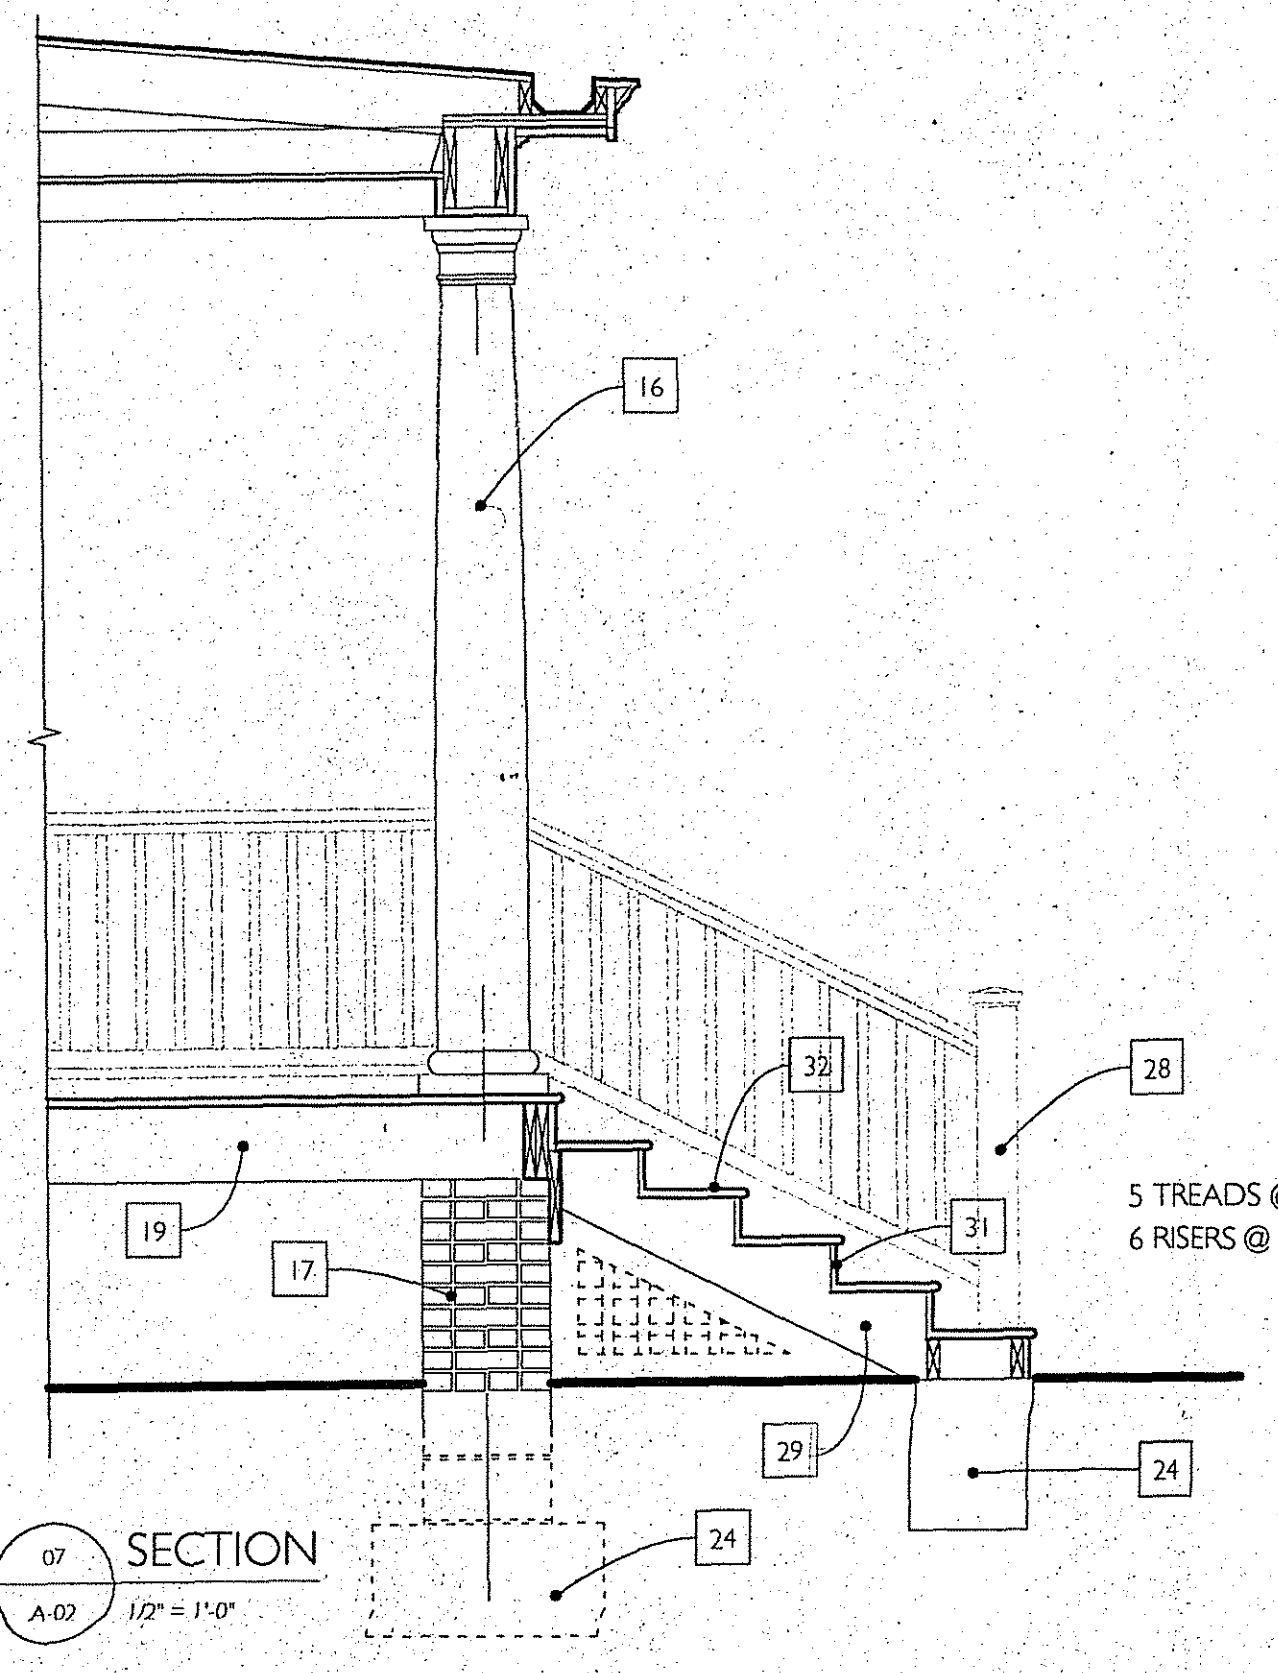 16
32
28
5 TREADS @
6 RISERS @
19
31
17
29
24
24
07
SECTION
A-02
1/2" = 1'-0"